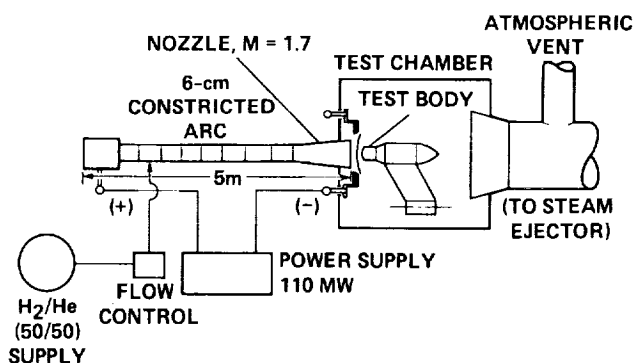 ATMOSPHERIC
VENT
NOZZLE, M = 1.7
TEST CHAMBER
6-cm
CONSTRICTED
ARC
TEST BODY
5m
(+)
(−)
(TO STEAM
EJECTOR)
POWER SUPPLY
110 MW
FLOW
CONTROL
H₂/He
(50/50)
SUPPLY